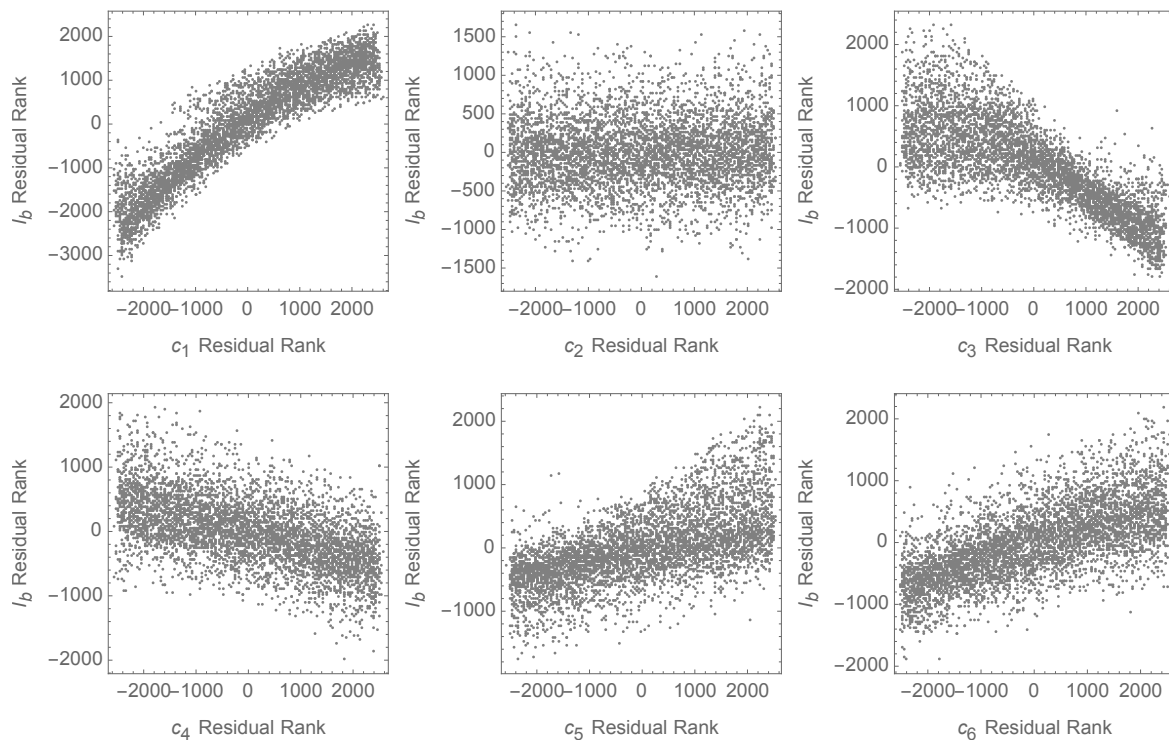 2000
1000
0
−1000
−2000
−3000
I_b Residual Rank
−2000 −1000 0 1000 2000
c_1 Residual Rank
1500
1000
500
0
−500
−1000
−1500
I_b Residual Rank
−2000 −1000 0 1000 2000
c_2 Residual Rank
2000
1000
0
−1000
−2000
I_b Residual Rank
−2000 −1000 0 1000 2000
c_3 Residual Rank
2000
1000
0
−1000
−2000
I_b Residual Rank
−2000 −1000 0 1000 2000
c_4 Residual Rank
2000
1000
0
−1000
I_b Residual Rank
−2000 −1000 0 1000 2000
c_5 Residual Rank
2000
1000
0
−1000
−2000
I_b Residual Rank
−2000 −1000 0 1000 2000
c_6 Residual Rank